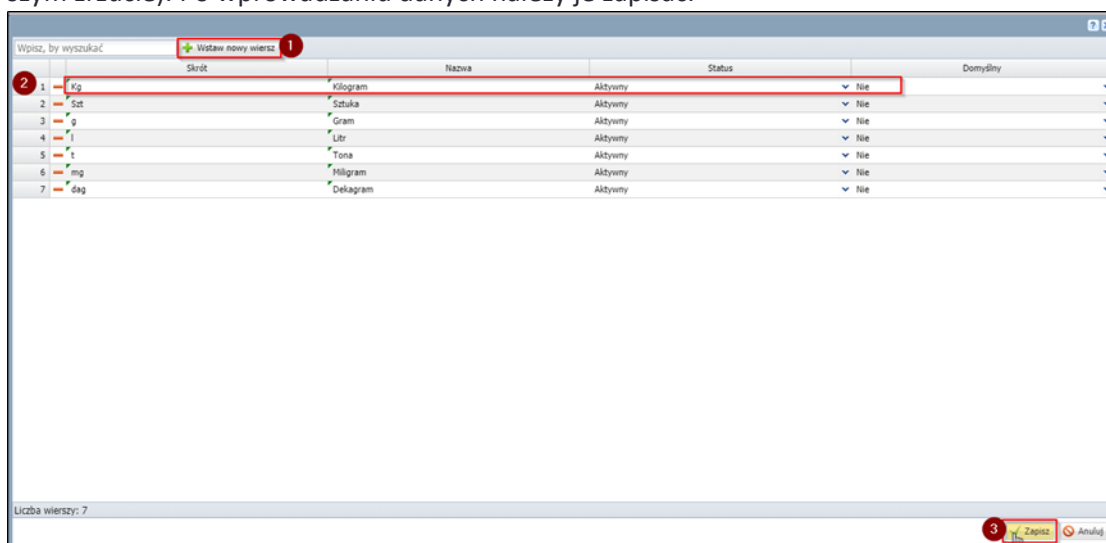 Po wprowadzaniu danych należy je zapisać.
Wpisz, by wyszukać Wstaw nowy wiersz 1
Skrót Nazwa Status Domyślny
2 1 Kg Kilogram Aktywny Nie
2 Szt Sztuka Aktywny Nie
3 g Gram Aktywny Nie
4 l Litr Aktywny Nie
5 t Tona Aktywny Nie
6 mg Miligram Aktywny Nie
7 dag Dekagram Aktywny Nie
Liczba wierszy: 7
3 Zapisz Anuluj